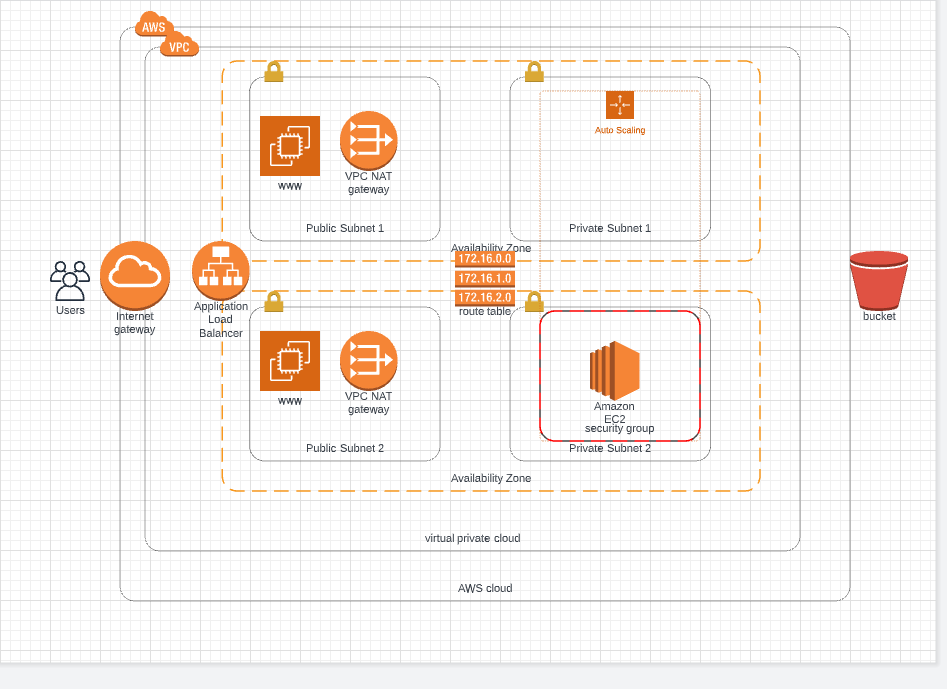 AWS
VPC
Auto Scaling
www
VPC NAT
gateway
Public Subnet 1
Private Subnet 1
Availability Zone
172.16.0.0
172.16.1.0
172.16.2.0
route table
Users
Internet
gateway
Application
Load
Balancer
bucket
www
VPC NAT
gateway
Amazon
EC2
security group
Public Subnet 2
Private Subnet 2
Availability Zone
virtual private cloud
AWS cloud